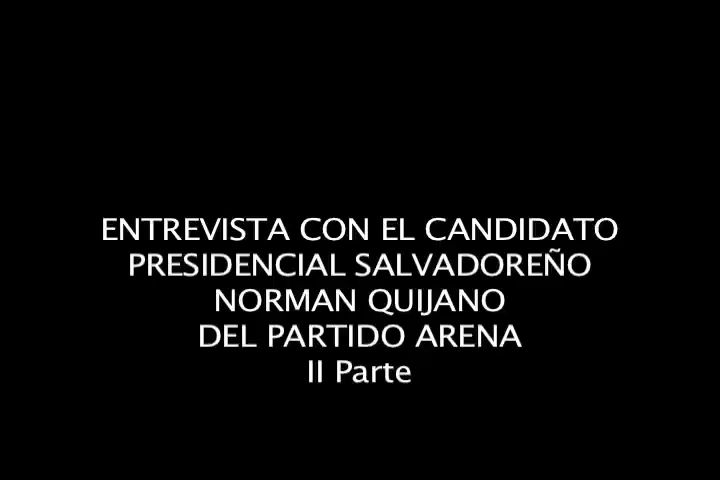 ENTREVISTA CON EL CANDIDATO
PRESIDENCIAL SALVADOREÑO
NORMAN QUIJANO
DEL PARTIDO ARENA
II Parte